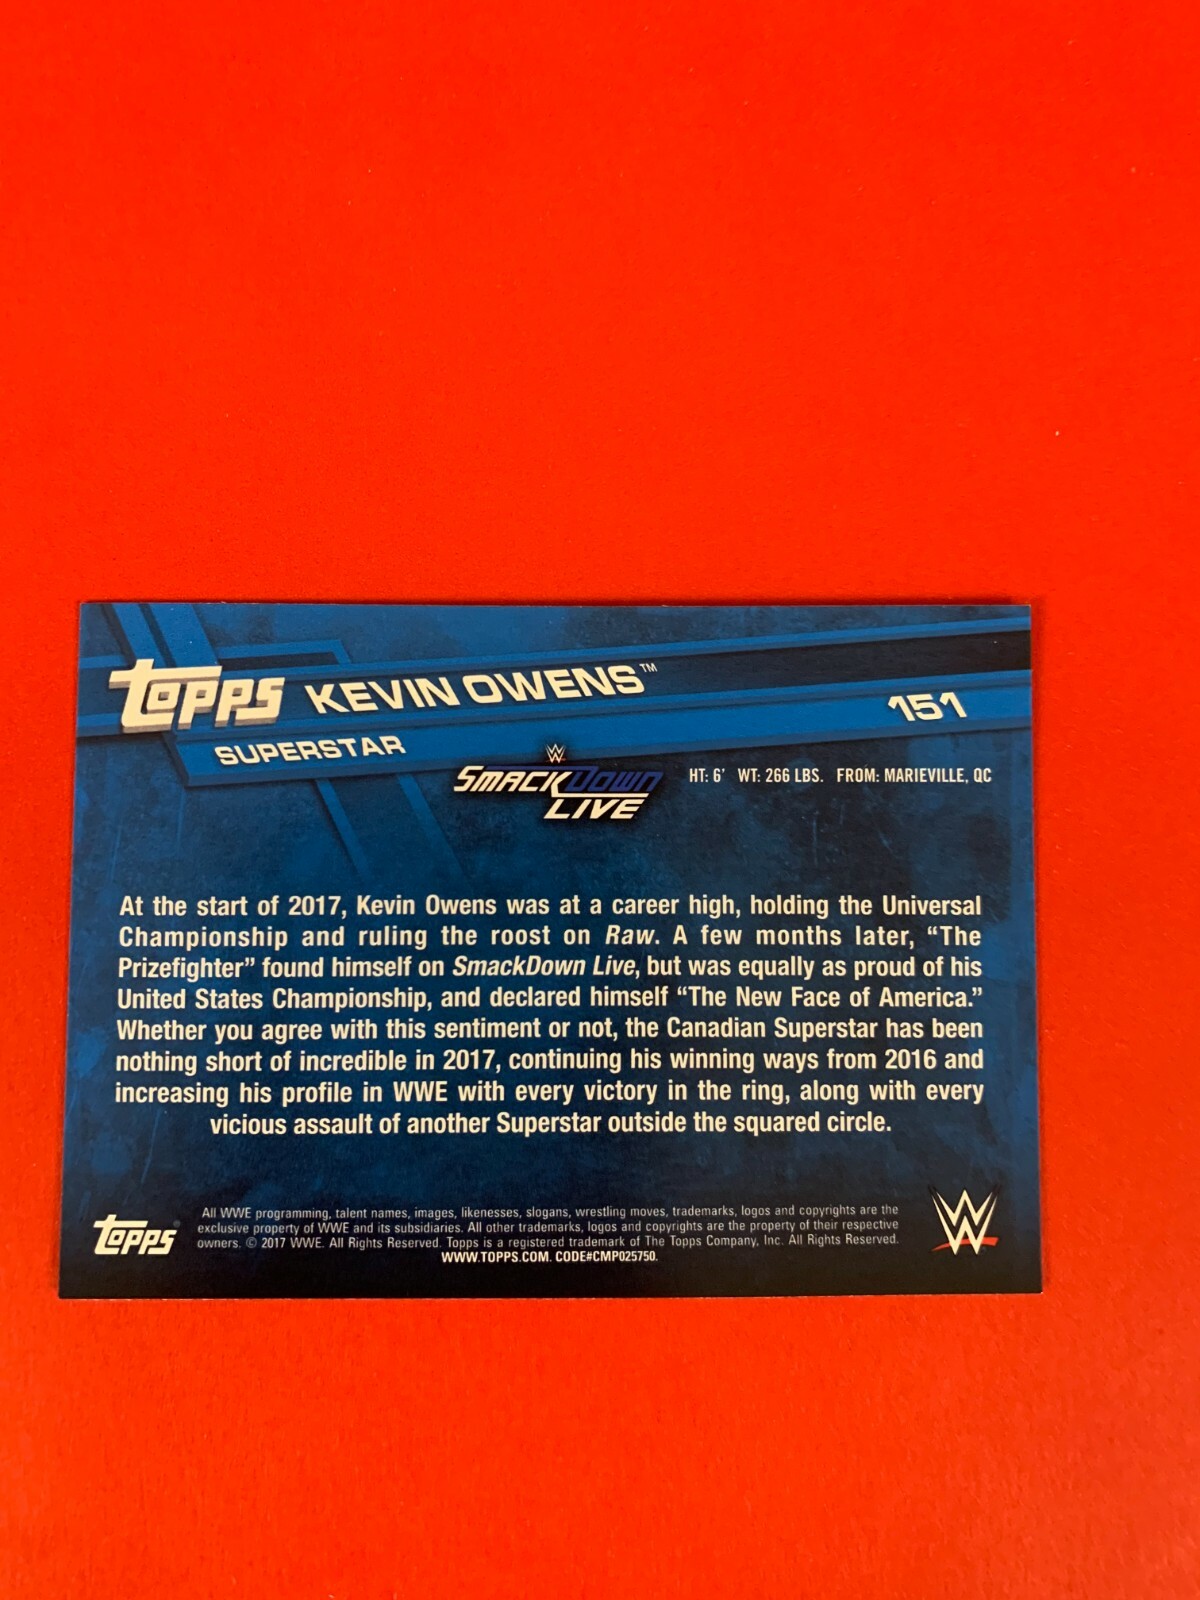 Topps KEVIN OWENS™
151
SUPERSTAR
W
SMACKDOWN
LIVE
HT: 6' WT: 266 LBS. FROM: MARIEVILLE, QC
At the start of 2017, Kevin Owens was at a career high, holding the Universal
Championship and ruling the roost on Raw. A few months later, “The
Prizefighter” found himself on SmackDown Live, but was equally as proud of his
United States Championship, and declared himself “The New Face of America.”
Whether you agree with this sentiment or not, the Canadian Superstar has been
nothing short of incredible in 2017, continuing his winning ways from 2016 and
increasing his profile in WWE with every victory in the ring, along with every
vicious assault of another Superstar outside the squared circle.
Topps®
All WWE programming, talent names, images, likenesses, slogans, wrestling moves, trademarks, logos and copyrights are the
exclusive property of WWE and its subsidiaries. All other trademarks, logos and copyrights are the property of their respective
owners. © 2017 WWE. All Rights Reserved. Topps is a registered trademark of The Topps Company, Inc. All Rights Reserved.
WWW.TOPPS.COM. CODE#CMP025750.
W